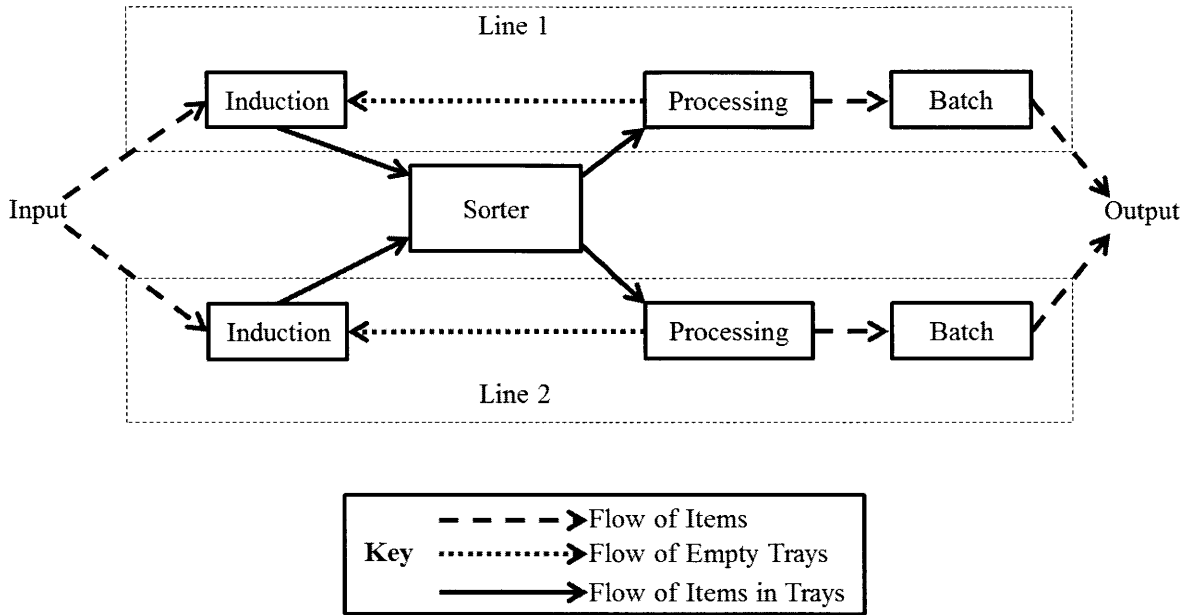 Line 1
Induction
Processing
Batch
Input
Sorter
Output
Induction
Processing
Batch
Line 2
Key
Flow of Items
Flow of Empty Trays
Flow of Items in Trays